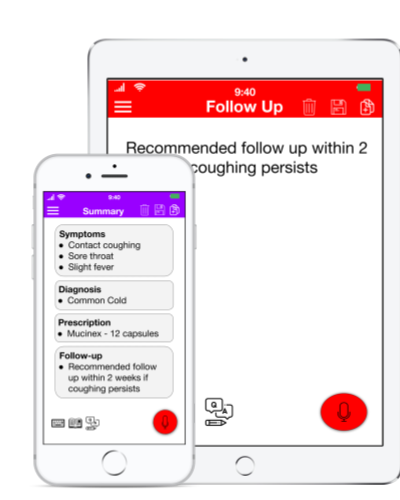 9:40
Follow Up
Recommended follow up within 2
coughing persists
Q
A
9:40
Summary
Symptoms
• Contact coughing
• Sore throat
• Slight fever
Diagnosis
• Common Cold
Prescription
• Mucinex - 12 capsules
Follow-up
• Recommended follow
up within 2 weeks if
coughing persists